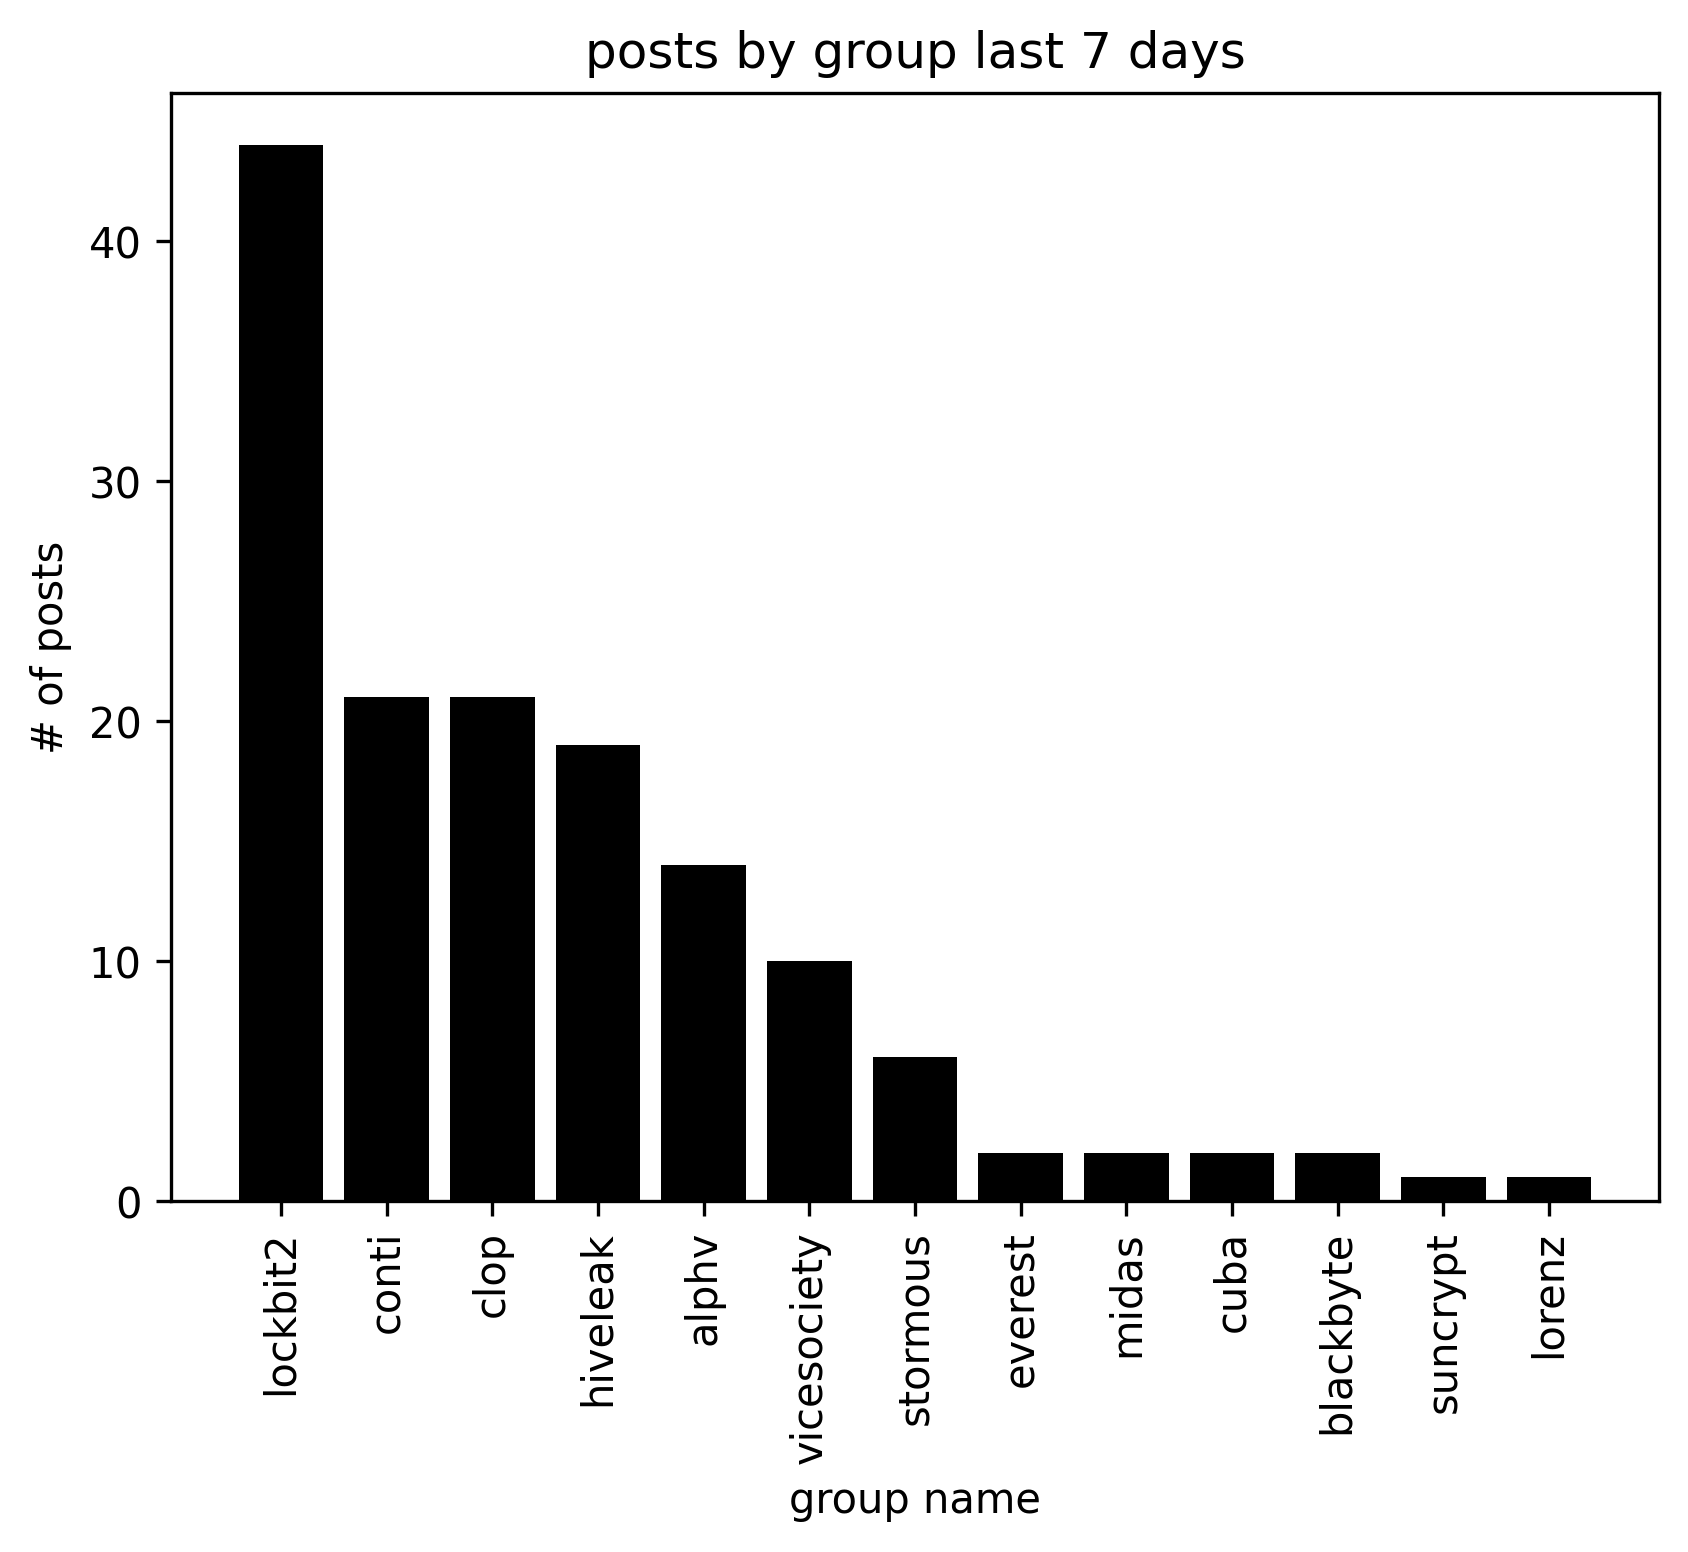 posts by group last 7 days
# of posts
40
30
20
10
0
lockbit2
conti
clop
hiveleak
alphv
vicesociety
stormous
everest
midas
cuba
blackbyte
suncrypt
lorenz
group name